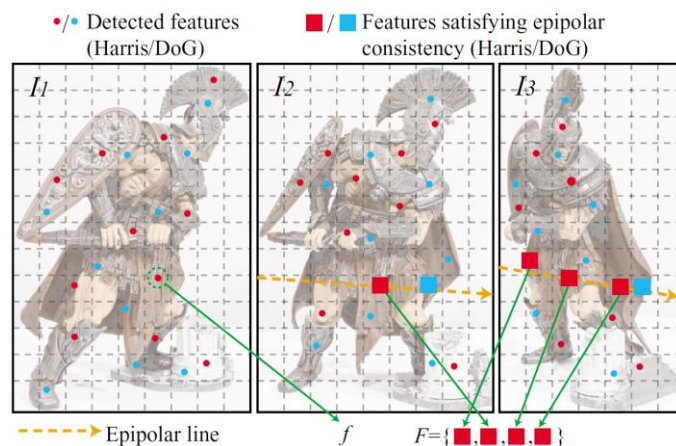 •/• Detected features
(Harris/DoG)
■ / ■ Features satisfying epipolar
consistency (Harris/DoG)
I1
I2
I3
Epipolar line
f
F={■,■,■,■}